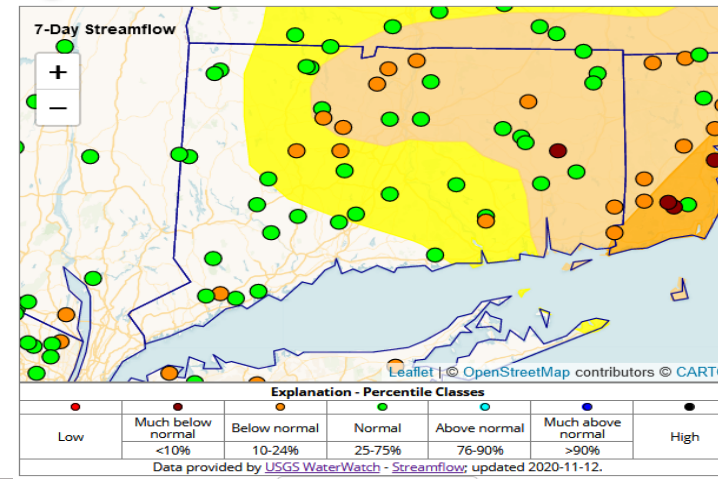 7-Day Streamflow
+
−
Leaflet | © OpenStreetMap contributors © CARTO
Explanation - Percentile Classes
Low
Much below normal
Below normal
Normal
Above normal
Much above normal
High
<10%
10-24%
25-75%
76-90%
>90%
Data provided by USGS WaterWatch - Streamflow; updated 2020-11-12.